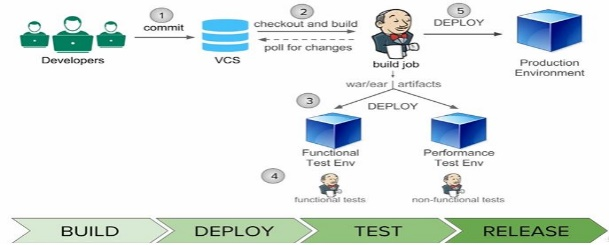 1
commit
Developers
VCS
2
checkout and build
poll for changes
build job
5
DEPLOY
Production
Environment
war/ear | artifacts
3
DEPLOY
Functional
Test Env
Performance
Test Env
4
functional tests
non-functional tests
BUILD
DEPLOY
TEST
RELEASE